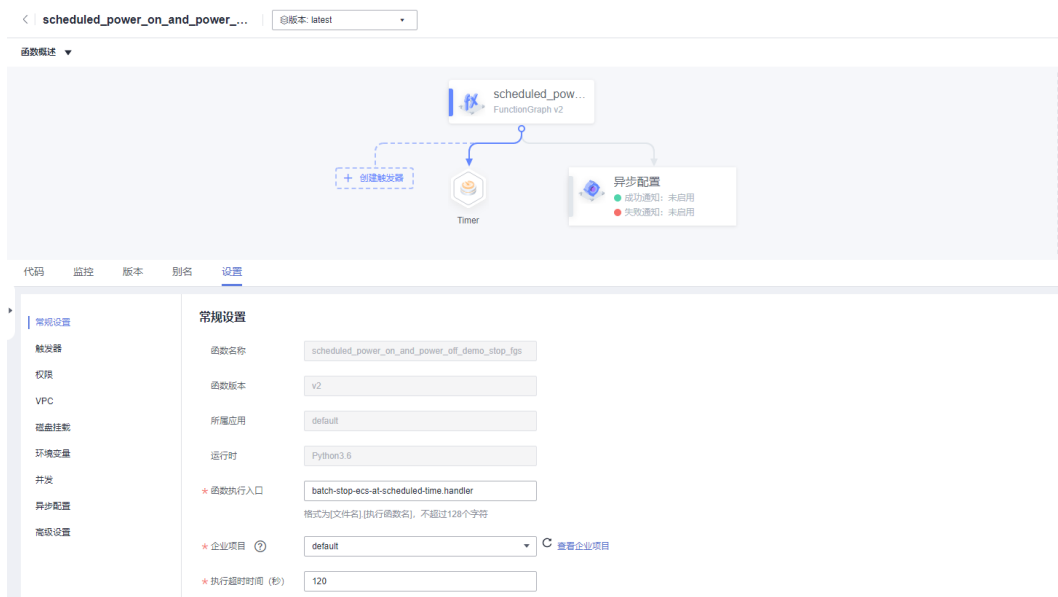 scheduled_power_on_and_power_...
版本: latest
函数概述
scheduled_pow...
FunctionGraph v2
创建触发器
Timer
异步配置
成功通知：未启用
失败通知：未启用
代码 监控 版本 别名 设置
常规设置
触发器
权限
VPC
磁盘挂载
环境变量
并发
异步配置
高级设置
常规设置
函数名称 scheduled_power_on_and_power_off_demo_stop_fgs
函数版本 v2
所属应用 default
运行时 Python3.6
* 函数执行入口 batch-stop-ecs-at-scheduled-time.handler
格式为[文件名].[执行函数名]，不超过128个字符
* 企业项目 ? default 查看企业项目
* 执行超时时间（秒） 120